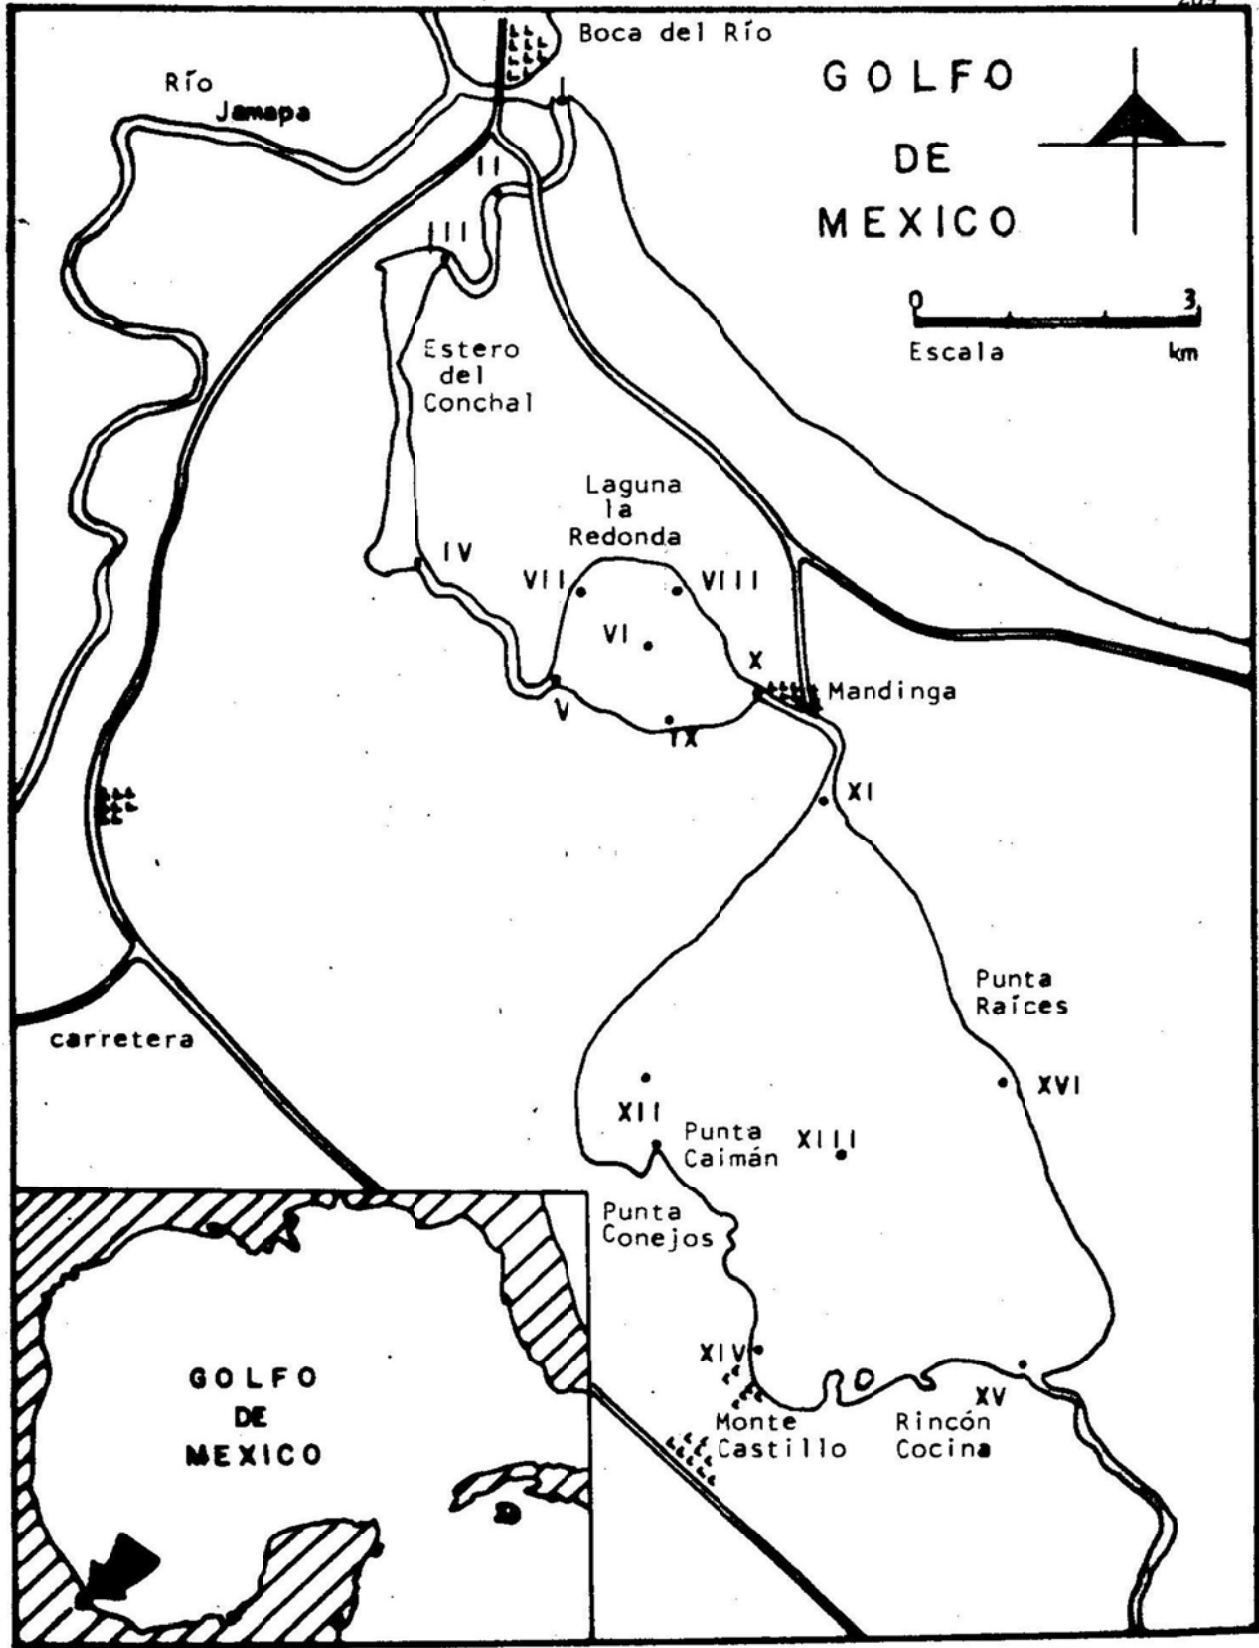 Boca del Río
Río
Jamapa
GOLFO
DE
MEXICO
0 3
Escala km
I
II
III
Estero
del
Conchal
Laguna
la
Redonda
IV
VII
VIII
VI
X
Mandinga
V
IX
XI
Punta
Raíces
carretera
XVI
XII
Punta
Caimán
XIII
Punta
Conejos
XIV
XV
Monte
Castillo
Rincón
Cocina
GOLFO
DE
MEXICO